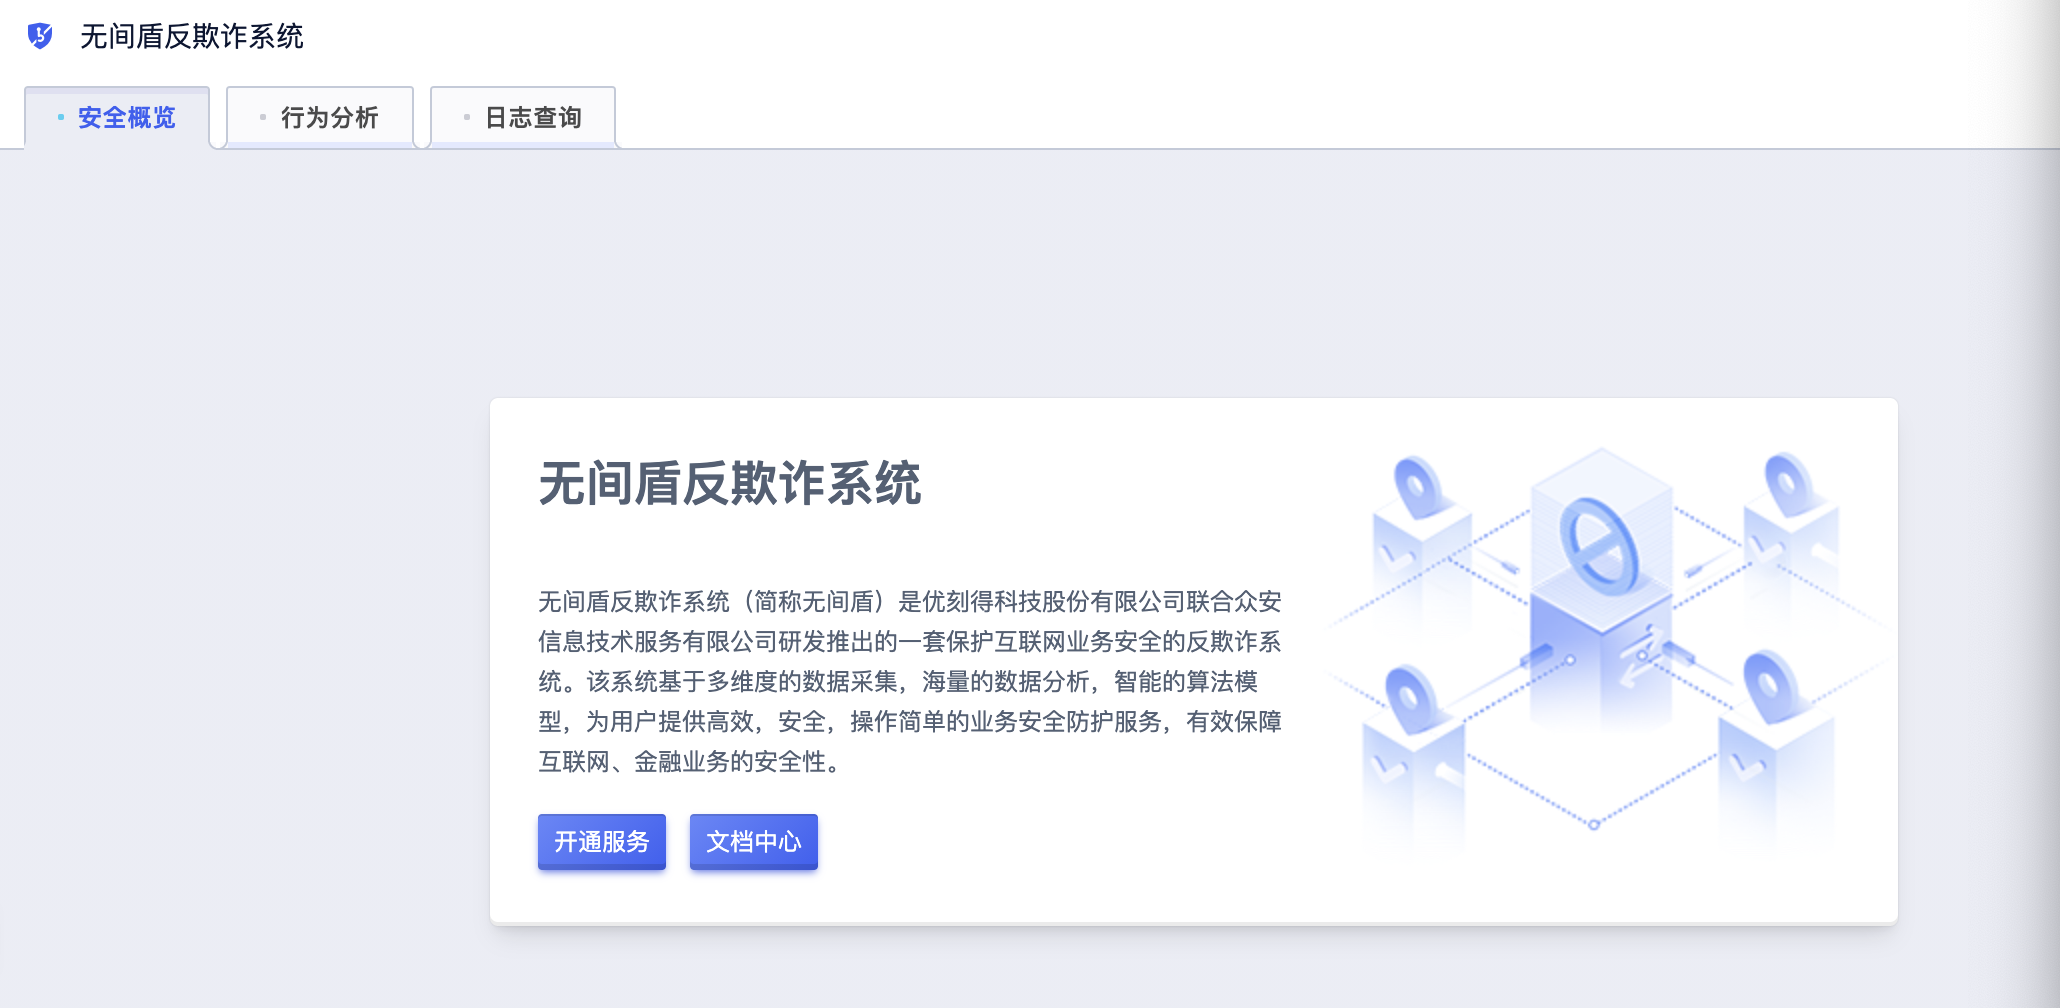 无间盾反欺诈系统
安全概览
行为分析
日志查询
无间盾反欺诈系统
无间盾反欺诈系统（简称无间盾）是优刻得科技股份有限公司联合众安
信息技术服务有限公司研发推出的一套保护互联网业务安全的反欺诈系
统。该系统基于多维度的数据采集，海量的数据分析，智能的算法模
型，为用户提供高效，安全，操作简单的业务安全防护服务，有效保障
互联网、金融业务的安全性。
开通服务
文档中心